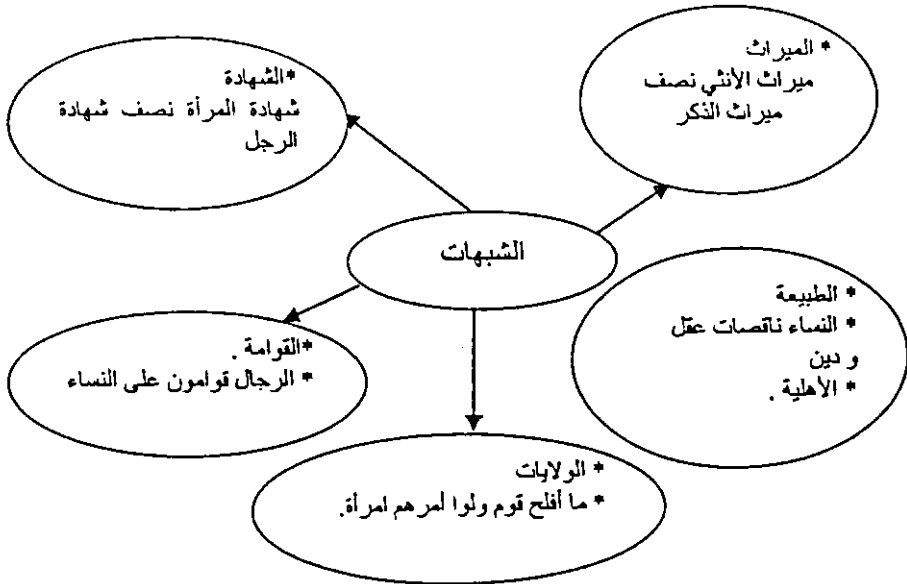 * الميراث
ميراث الأنثي نصف
ميراث الذكر
*الشهادة
شهادة المرأة نصف شهادة
الرجل
الشبهات
* الطبيعة
* النساء ناقصات عقل
و دين
* الأهلية .
*القوامة .
* الرجال قوامون على النساء
* الولايات
* ما أفلح قوم ولوا أمرهم امرأة.